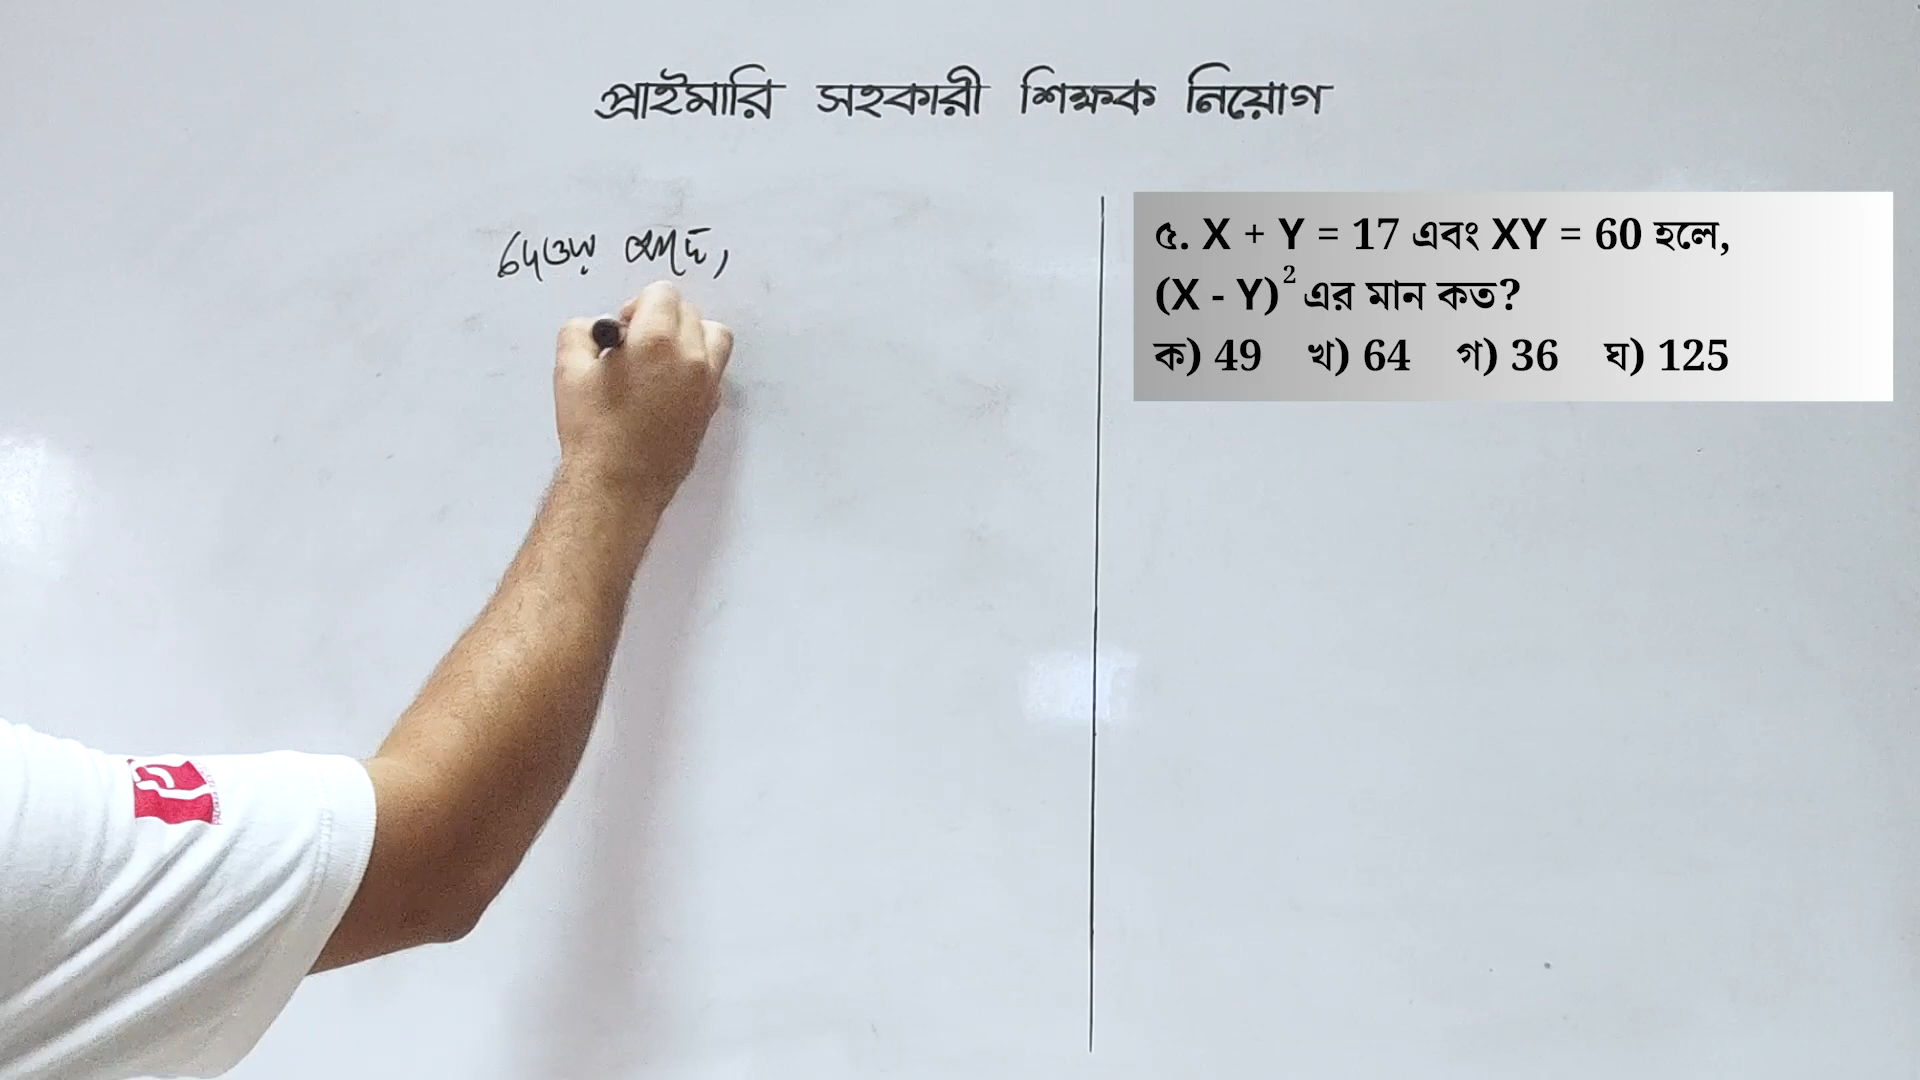 প্রাইমারি সহকারী শিক্ষক নিয়োগ
দেওয়া আছে,
৫. X + Y = 17 এবং XY = 60 হলে,
(X - Y)² এর মান কত?
ক) 49 খ) 64 গ) 36 ঘ) 125